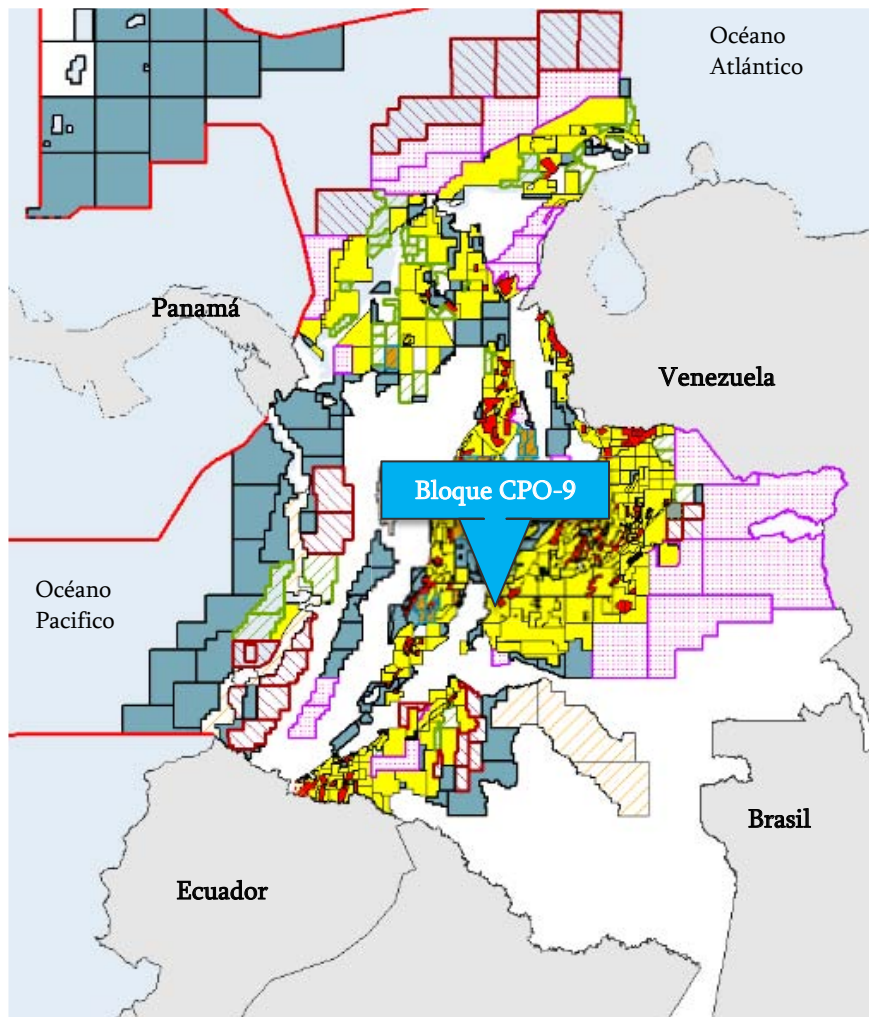 Océano
Atlántico
Panamá
Venezuela
Bloque CPO-9
Océano
Pacifico
Brasil
Ecuador